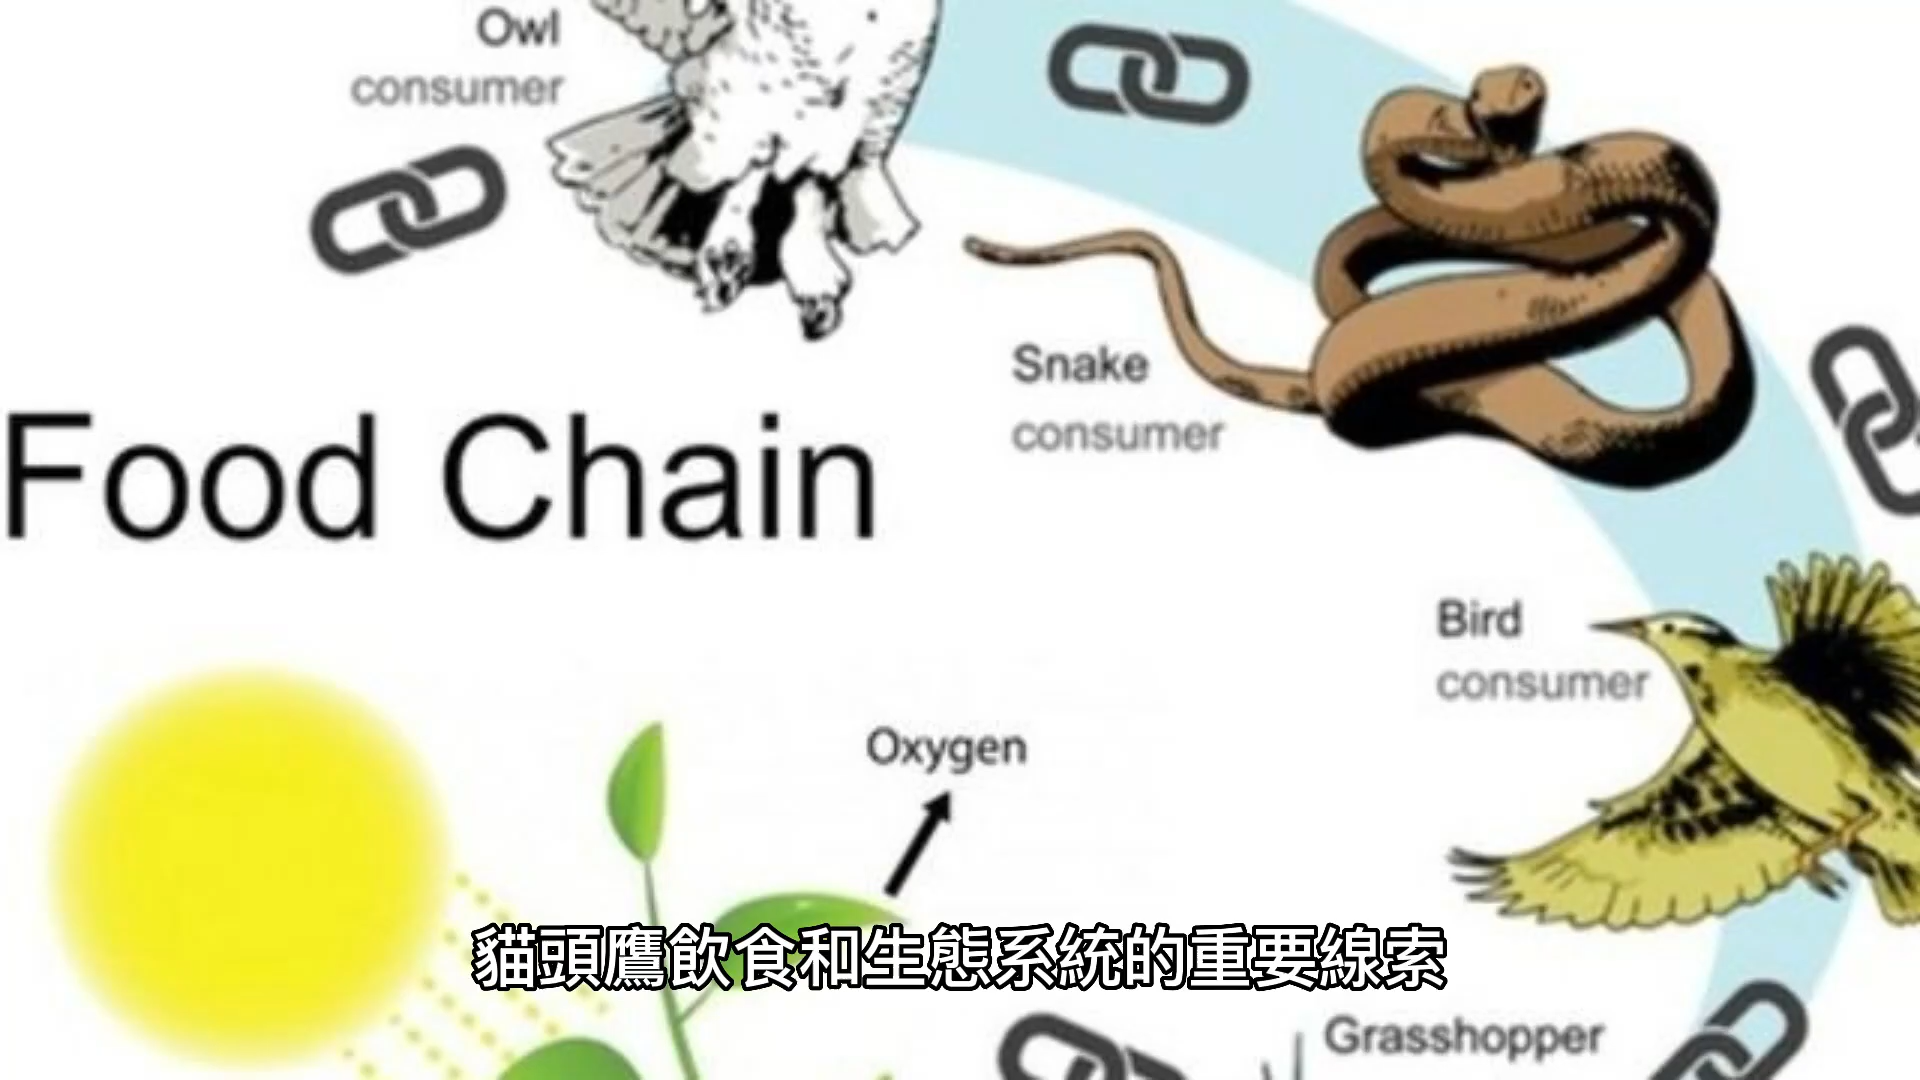 Owl
consumer
Snake
consumer
Food Chain
Bird
consumer
Oxygen
貓頭鷹飲食和生態系統的重要線索
Grasshopper